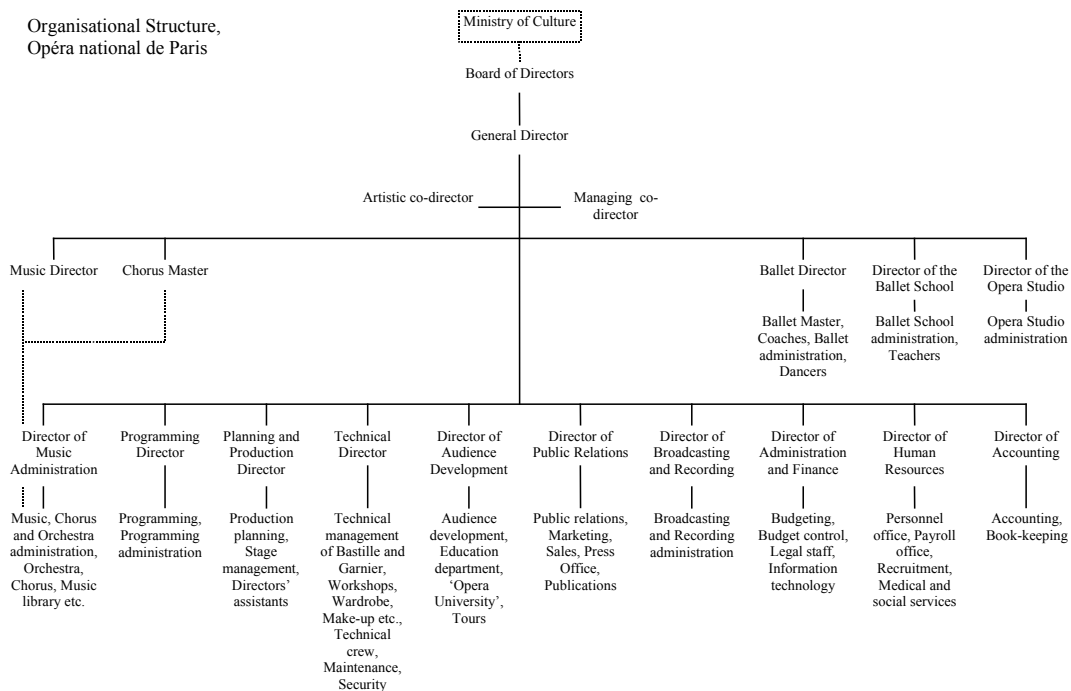 Organisational Structure,
Opéra national de Paris
Ministry of Culture
Board of Directors
General Director
Artistic co-director
Managing co-
director
Music Director
Chorus Master
Ballet Director
Director of the
Ballet School
Director of the
Opera Studio
Ballet Master,
Coaches, Ballet
administration,
Dancers
Ballet School
administration,
Teachers
Opera Studio
administration
Director of
Music
Administration
Programming
Director
Planning and
Production
Director
Technical
Director
Director of
Audience
Development
Director of
Public Relations
Director of
Broadcasting
and Recording
Director of
Administration
and Finance
Director of
Human
Resources
Director of
Accounting
Music, Chorus
and Orchestra
administration,
Orchestra,
Chorus, Music
library etc.
Programming,
Programming
administration
Production
planning,
Stage
management,
Directors’
assistants
Technical
management
of Bastille and
Garnier,
Workshops,
Wardrobe,
Make-up etc.,
Technical
crew,
Maintenance,
Security
Audience
development,
Education
department,
‘Opera
University’,
Tours
Public relations,
Marketing,
Sales, Press
Office,
Publications
Broadcasting
and Recording
administration
Budgeting,
Budget control,
Legal staff,
Information
technology
Personnel
office, Payroll
office,
Recruitment,
Medical and
social services
Accounting,
Book-keeping